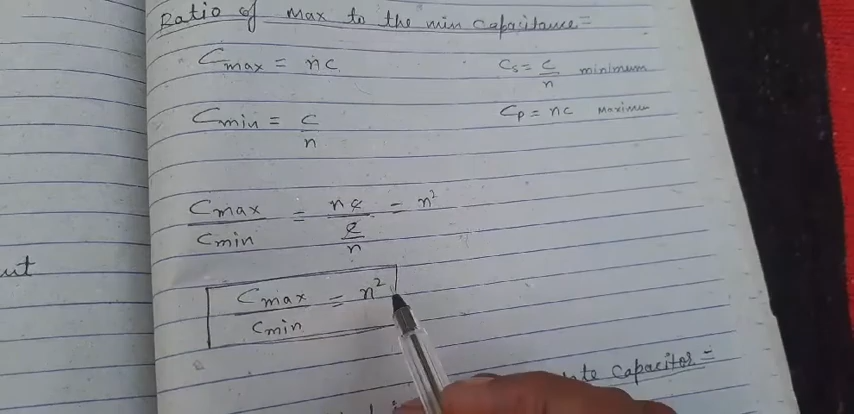 Ratio of max to the min capacitance =
Cmax = nc
Cs = c/n minimum
Cmin = c/n
Cp = nc Maximum
Cmax/Cmin = nc/(c/n) = n²
ut
Cmax/Cmin = n²
capacitor =